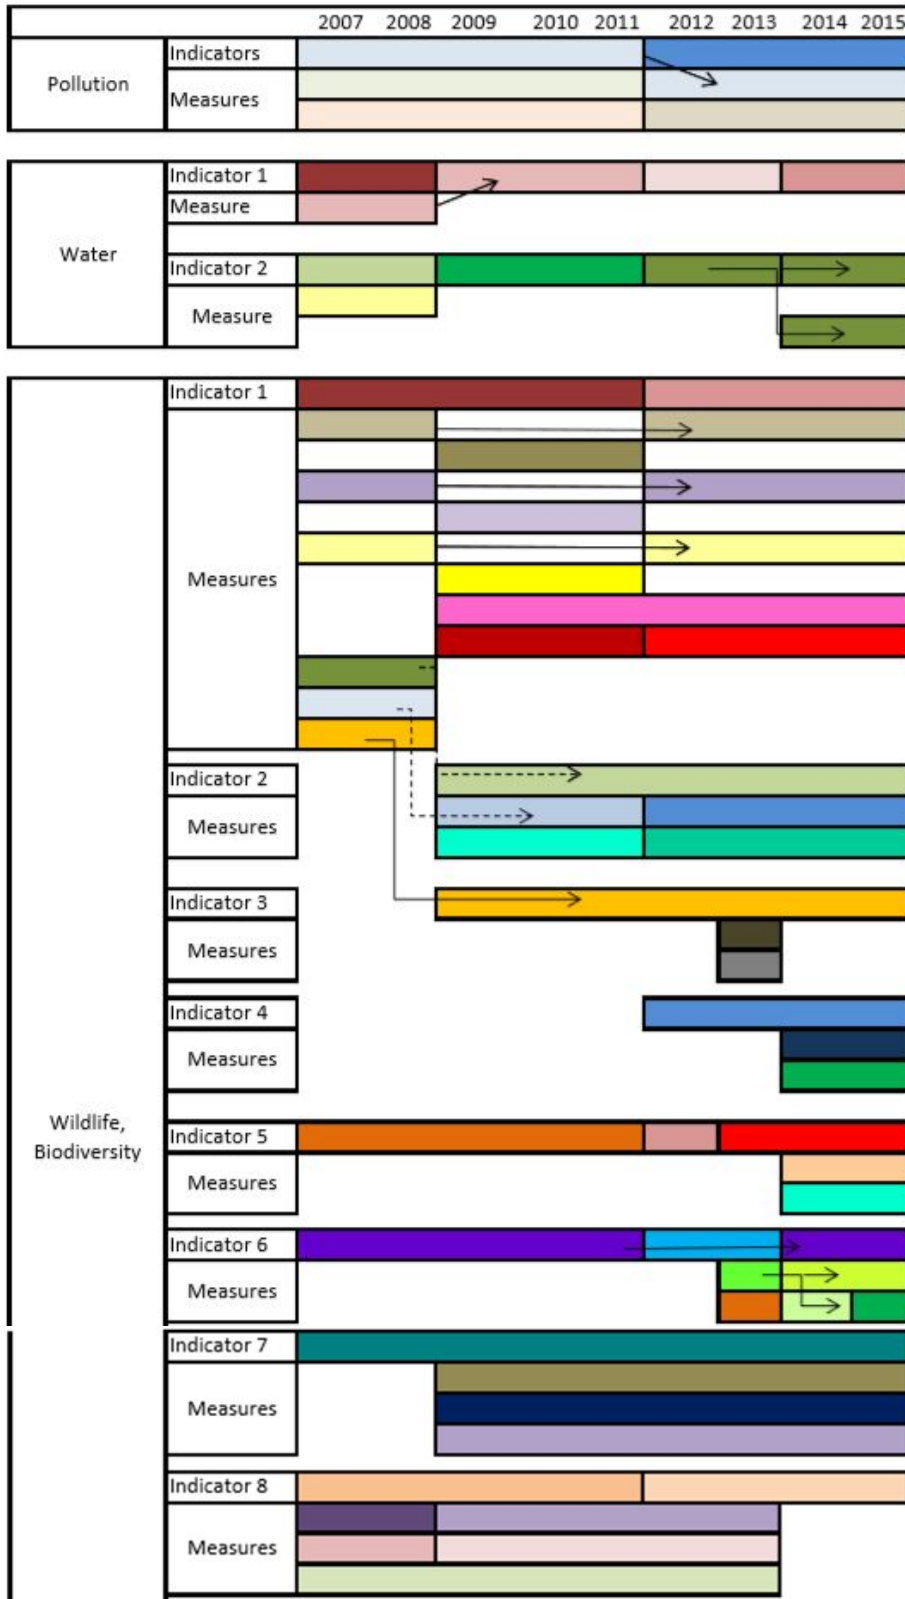 2007 2008 2009 2010 2011 2012 2013 2014 2015
Indicators
Pollution
Measures
Indicator 1
Measure
Water
Indicator 2
Measure
Indicator 1
Measures
Indicator 2
Measures
Indicator 3
Measures
Indicator 4
Measures
Wildlife,
Biodiversity
Indicator 5
Measures
Indicator 6
Measures
Indicator 7
Measures
Indicator 8
Measures